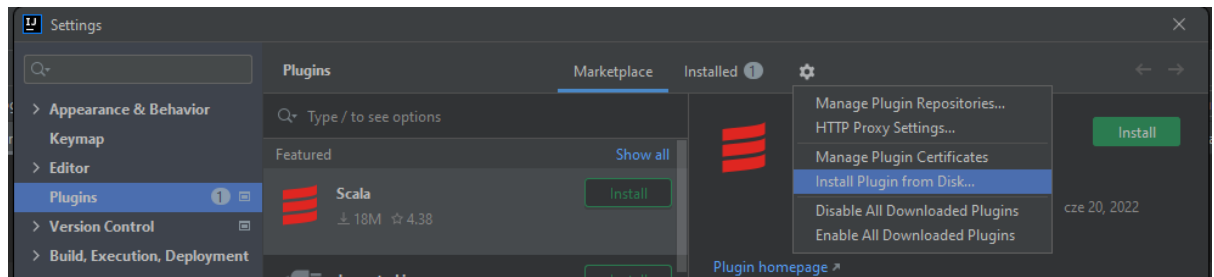 IJ Settings
Plugins Marketplace Installed 1
Appearance & Behavior
Keymap
Editor
Plugins 1
Version Control
Build, Execution, Deployment
Type / to see options
Featured Show all
Scala Install
18M 4.38
Manage Plugin Repositories...
HTTP Proxy Settings...
Manage Plugin Certificates
Install Plugin from Disk...
Disable All Downloaded Plugins
Enable All Downloaded Plugins
Install
cze 20, 2022
Plugin homepage